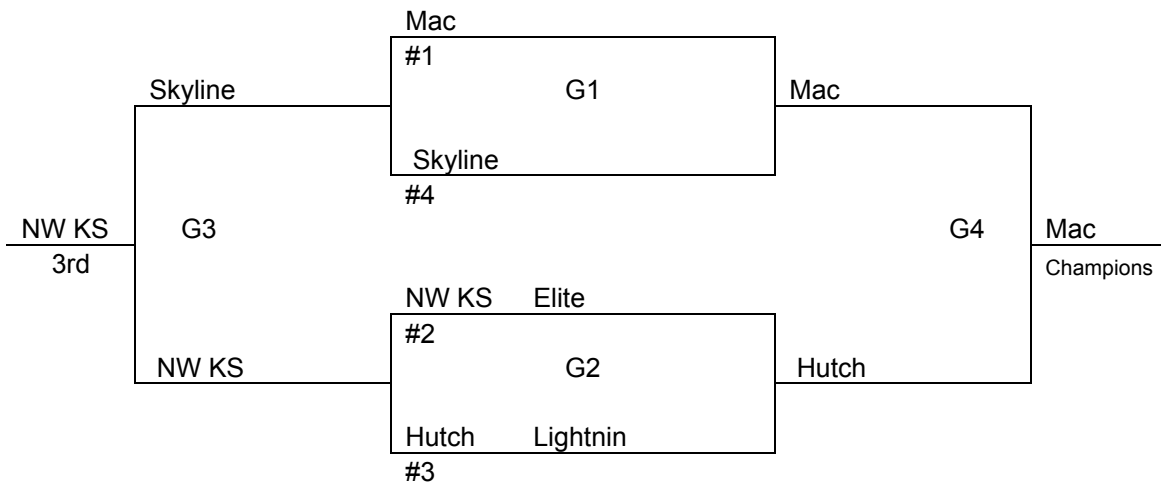 Mac
#1
Skyline G1 Mac
Skyline
#4
NW KS G3 G4 Mac
3rd Champions
NW KS Elite
#2
NW KS G2 Hutch
Hutch Lightnin
#3